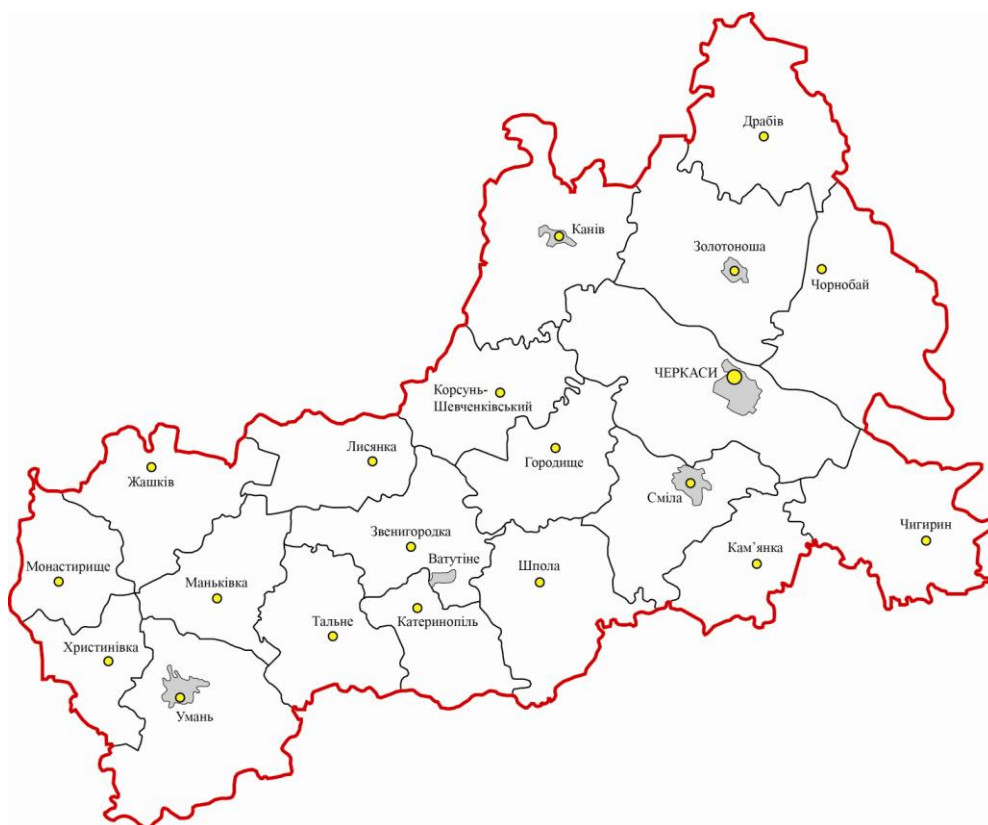 Драбів
Канів
Золотоноша
Чорнобай
ЧЕРКАСИ
Корсунь-
Шевченківський
Лисянка
Городище
Жашків
Сміла
Чигирин
Звенигородка
Ватутіне
Кам’янка
Монастирище
Маньківка
Шпола
Тальне
Катеринопіль
Христинівка
Умань